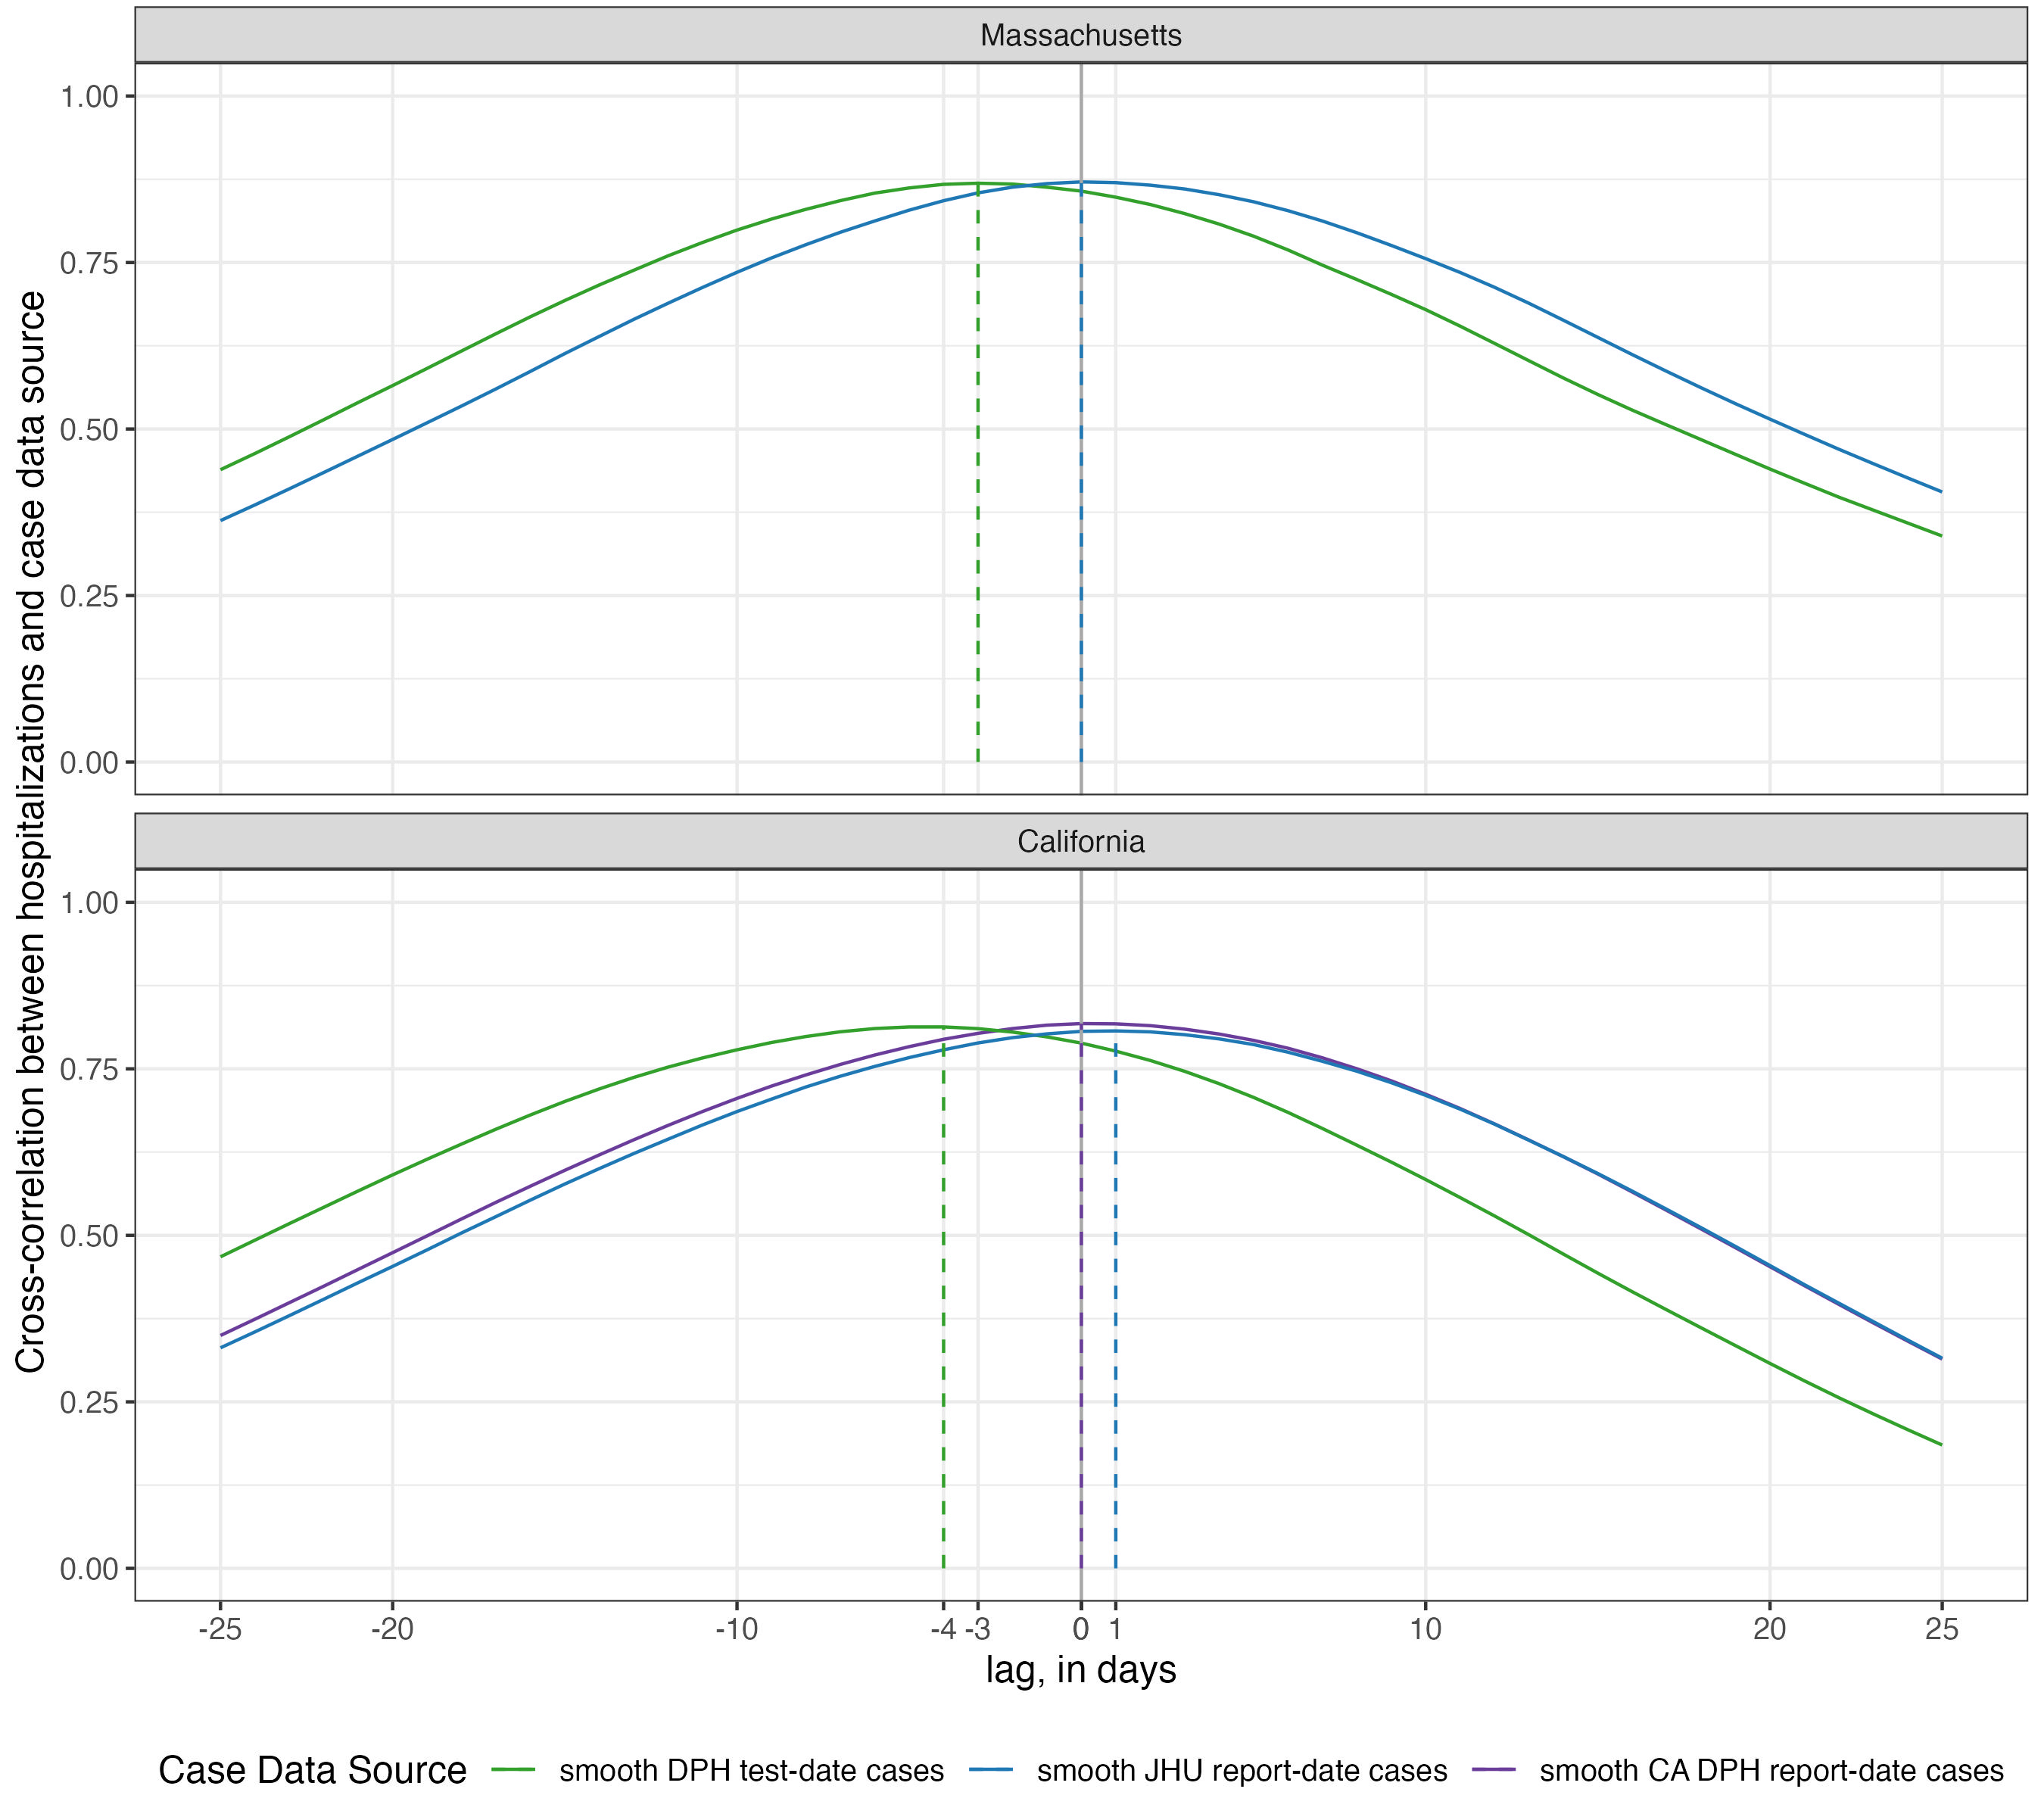 Massachusetts
Cross-correlation between hospitalizations and case data source
1.00
0.75
0.50
0.25
0.00
California
1.00
0.75
0.50
0.25
0.00
-25 -20 -10 -4 -3 0 1 10 20 25
lag, in days
Case Data Source smooth DPH test-date cases smooth JHU report-date cases smooth CA DPH report-date cases